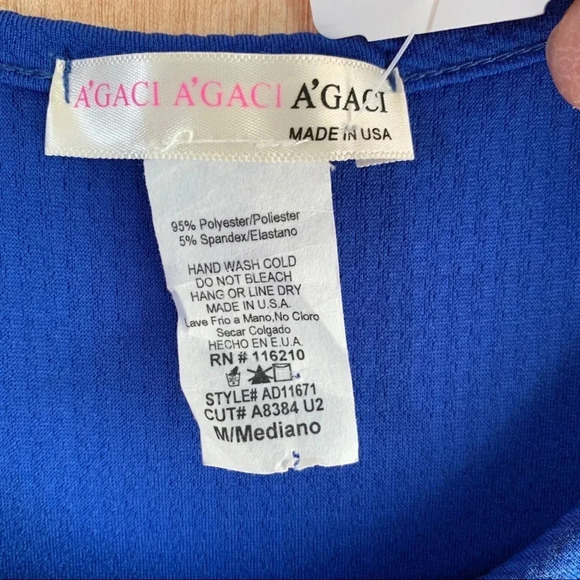 A'GACI A'GACI A'GACI
MADE IN USA
95% Polyester/Poliester
5% Spandex/Elastano
HAND WASH COLD
DO NOT BLEACH
HANG OR LINE DRY
MADE IN U.S.A.
Lave Frio a Mano,No Cloro
Secar Colgado
HECHO EN E.U.A.
RN # 116210
STYLE# AD11671
CUT# A8384 U2
M/Mediano